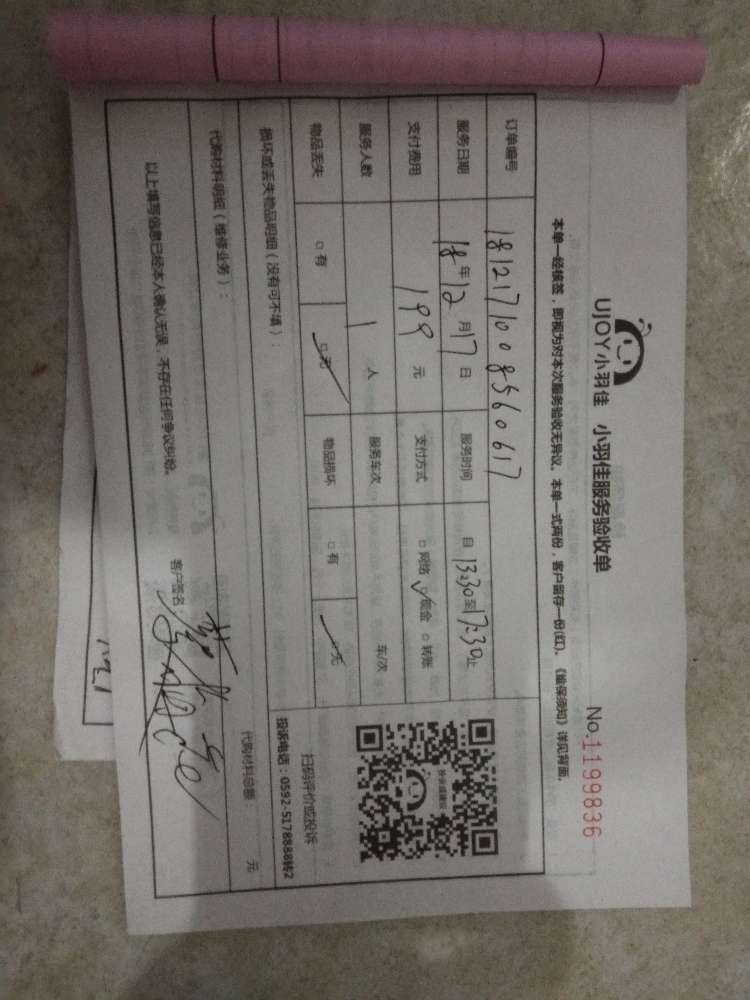 UJOY小羽佳 小羽佳服务验收单 No.1199836
本单一经核签，即视为对本次服务验收无异议。本单一式两份，客户留存一份(红)。《维保须知》详见背面。
订单编号 1812171008560617
服务日期 18年12月17日 服务时间 自13:30至17:30止
支付费用 199元 支付方式 □网络 ✓现金 □转账
服务人数 1人 服务车次 车/次
物品丢失 □有 □无 物品损坏 □有 □无
扫码评价或投诉
损坏或丢失物品明细（没有可不填）： 投诉电话：0592-5178888转2
代购材料明细（维修业务）： 代购材料总额 元
以上填写信息已经本人确认无误，不存在任何争议纠纷。 客户签名：